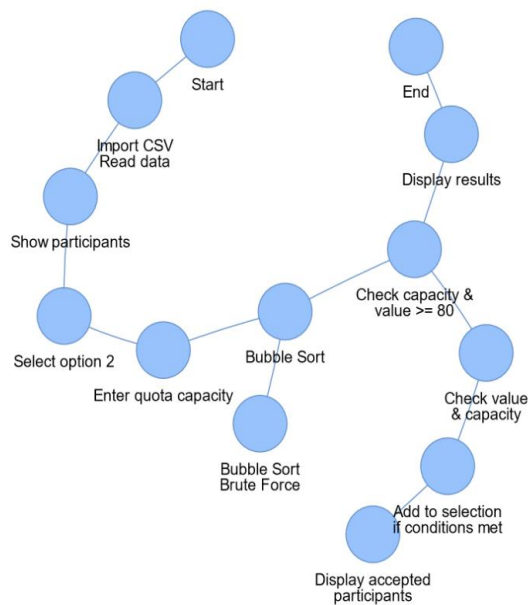 Start
End
Import CSV
Read data
Display results
Show participants
Check capacity &
value >= 80
Select option 2
Bubble Sort
Enter quota capacity
Check value
& capacity
Bubble Sort
Brute Force
Add to selection
if conditions met
Display accepted
participants